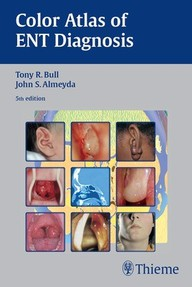 Color Atlas of
ENT Diagnosis
Tony R. Bull
John S. Almeyda
5th edition
Thieme